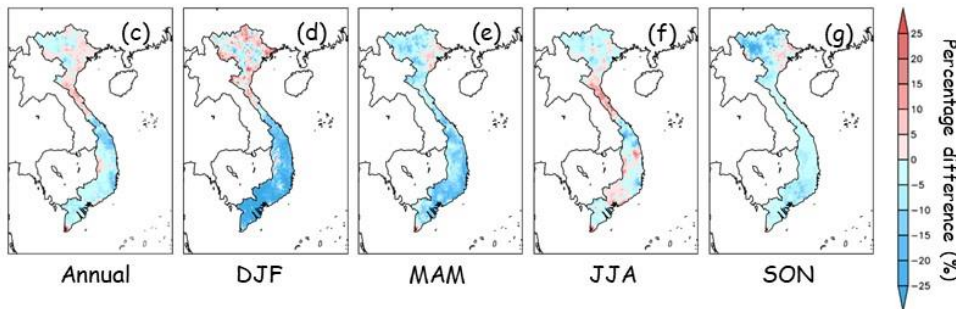 (c)
(d)
(e)
(f)
(g)
Annual
DJF
MAM
JJA
SON
25
20
15
10
5
0
-5
-10
-15
-20
-25
Percentage difference (%)